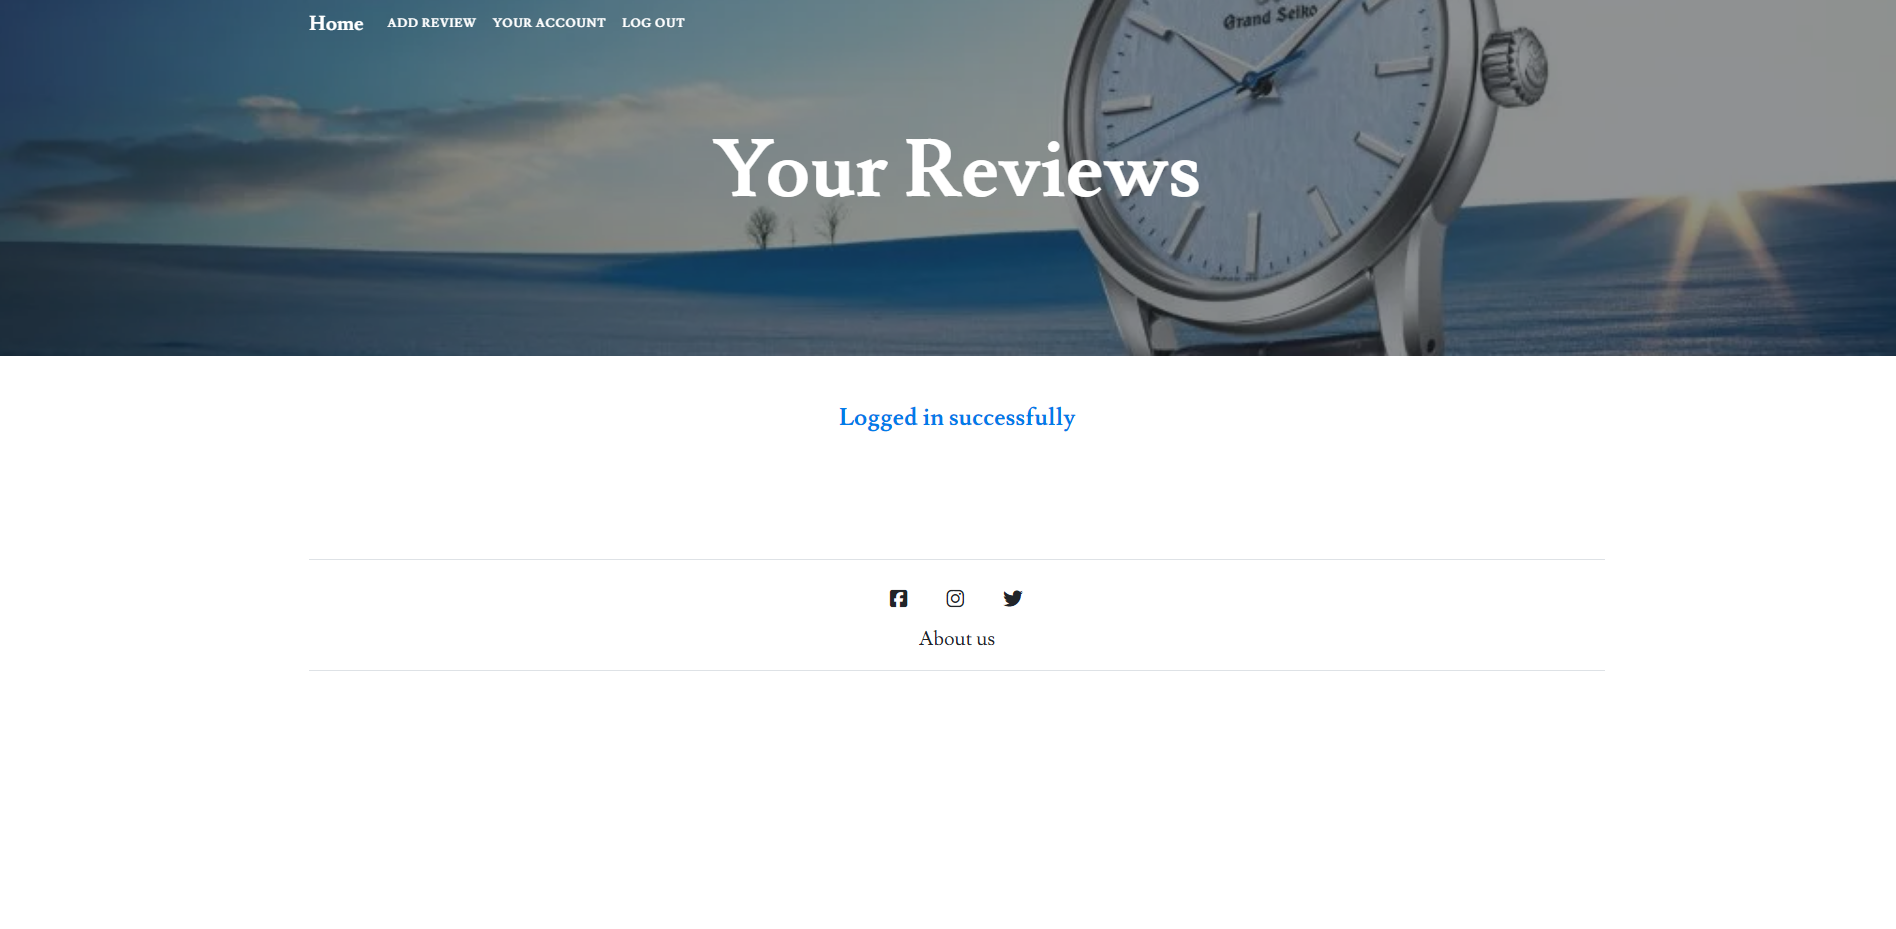 Home ADD REVIEW YOUR ACCOUNT LOG OUT
Grand Seiko
Your Reviews
Logged in successfully
About us